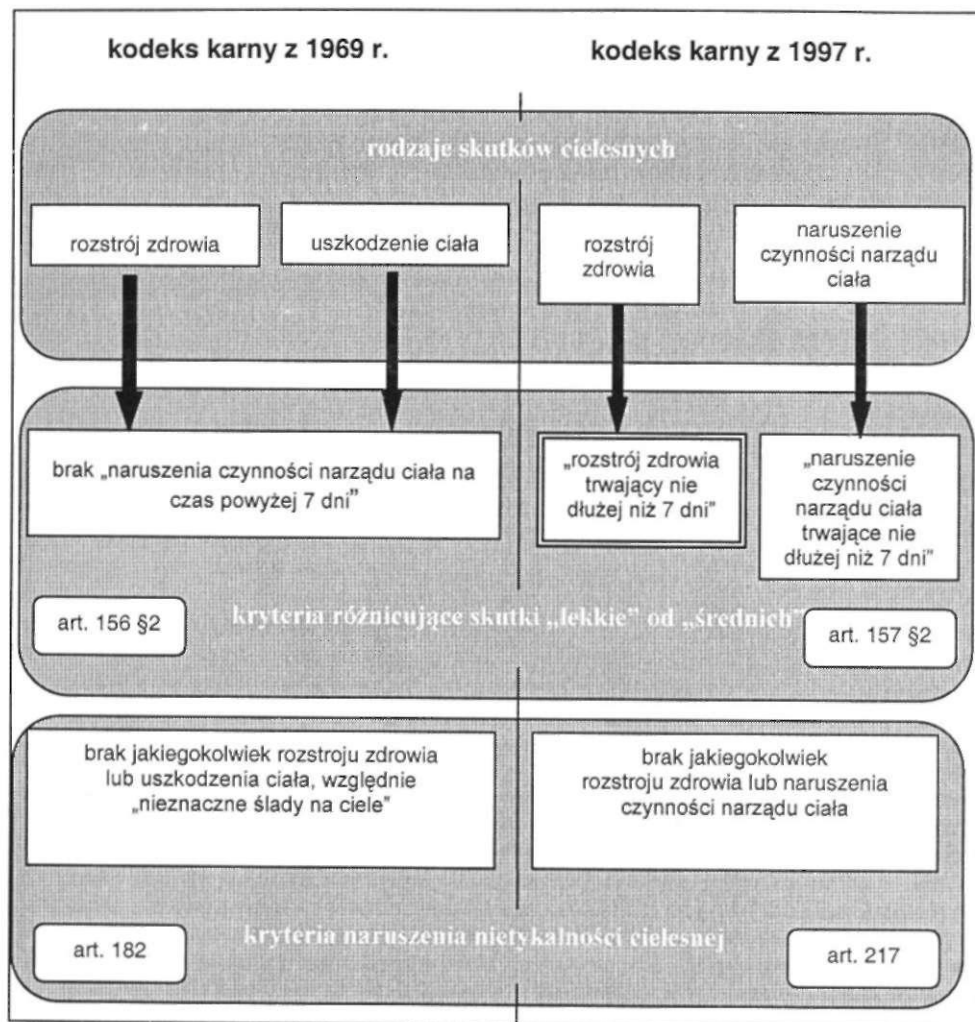 kodeks karny z 1969 r.
kodeks karny z 1997 r.
rodzaje skutków cielesnych
rozstrój zdrowia
uszkodzenie ciała
rozstrój
zdrowia
naruszenie
czynności narządu
ciała
brak „naruszenia czynności narządu ciała na
czas powyżej 7 dni”
„rozstrój zdrowia
trwający nie
dłużej niż 7 dni”
„naruszenie
czynności
narządu ciała
trwające nie
dłużej niż 7 dni”
kryteria różnicujące skutki „lekkie” od „średnich”
art. 156 §2
art. 157 §2
brak jakiegokolwiek rozstroju zdrowia
lub uszkodzenia ciała, względnie
„nieznaczne ślady na ciele”
brak jakiegokolwiek
rozstroju zdrowia lub naruszenia
czynności narządu ciała
kryteria naruszenia nietykalności cielesnej
art. 182
art. 217